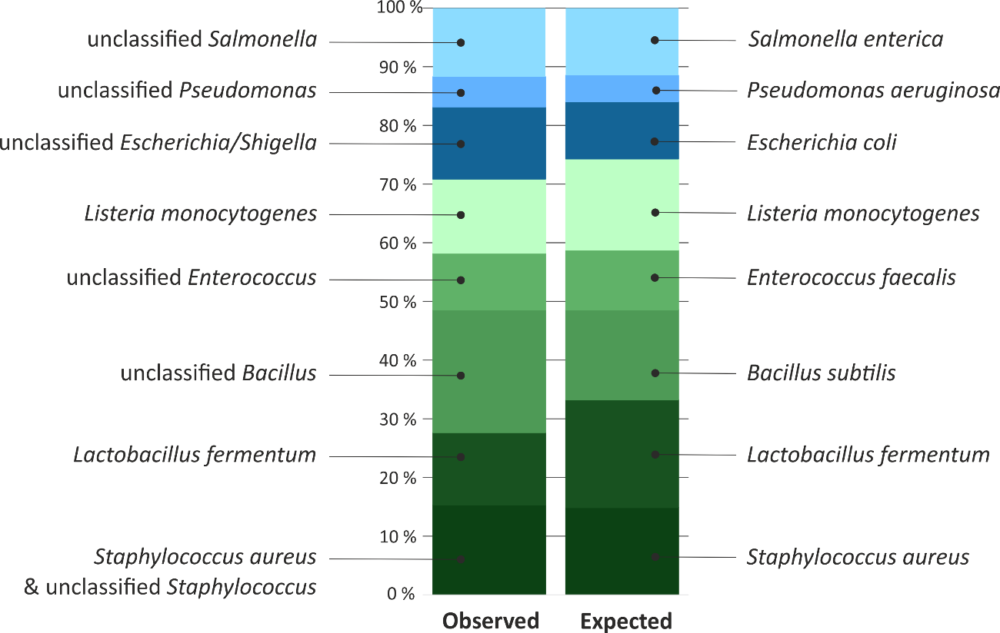 100 %
unclassified Salmonella
Salmonella enterica
90 %
unclassified Pseudomonas
Pseudomonas aeruginosa
80 %
unclassified Escherichia/Shigella
Escherichia coli
70 %
Listeria monocytogenes
Listeria monocytogenes
60 %
unclassified Enterococcus
Enterococcus faecalis
50 %
40 %
unclassified Bacillus
Bacillus subtilis
30 %
Lactobacillus fermentum
Lactobacillus fermentum
20 %
10 %
Staphylococcus aureus
& unclassified Staphylococcus
Staphylococcus aureus
0 %
Observed
Expected